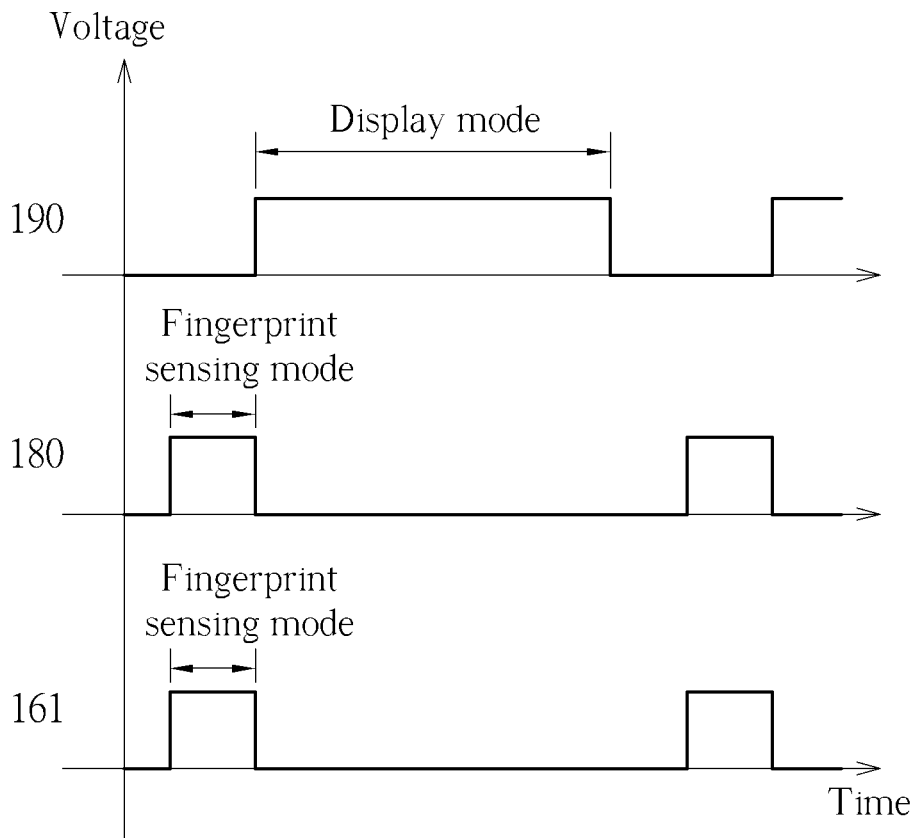 Voltage
Display mode
190
Fingerprint
sensing mode
180
Fingerprint
sensing mode
161
Time